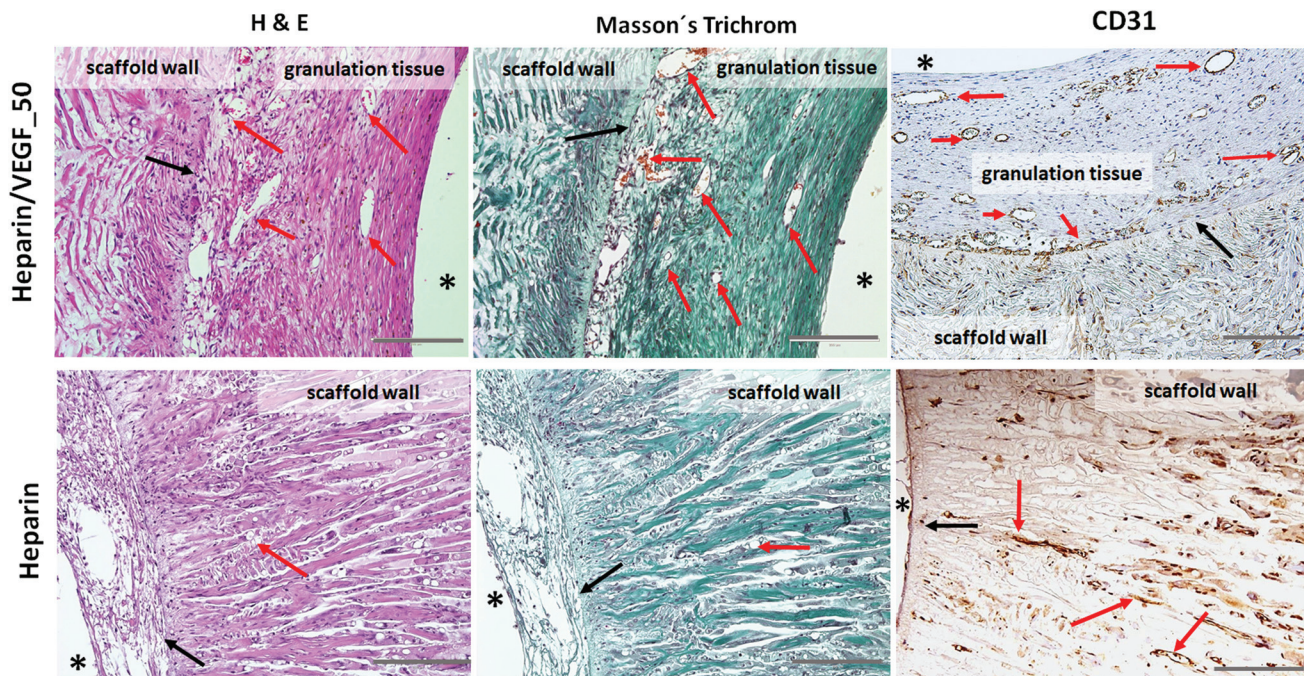 H & E
Masson´s Trichrom
CD31
Heparin/VEGF_50
scaffold wall
granulation tissue
scaffold wall
granulation tissue
*
granulation tissue
scaffold wall
*
*
Heparin
scaffold wall
scaffold wall
scaffold wall
*
*
*